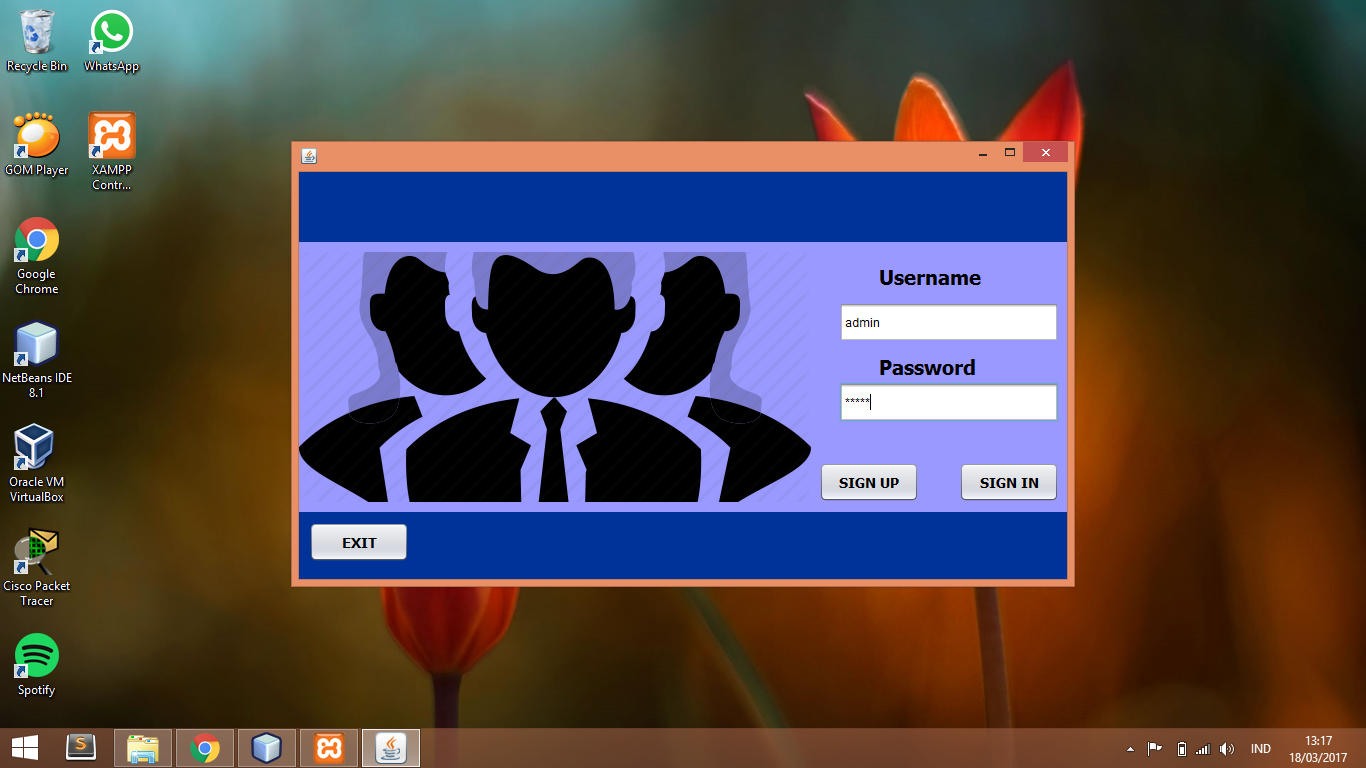 Recycle Bin
WhatsApp
GOM Player
XAMPP
Contr...
Google
Chrome
NetBeans IDE
8.1
Oracle VM
VirtualBox
Cisco Packet
Tracer
Spotify
Username
admin
Password
*****
SIGN UP
SIGN IN
EXIT
S
IND
13:17
18/03/2017